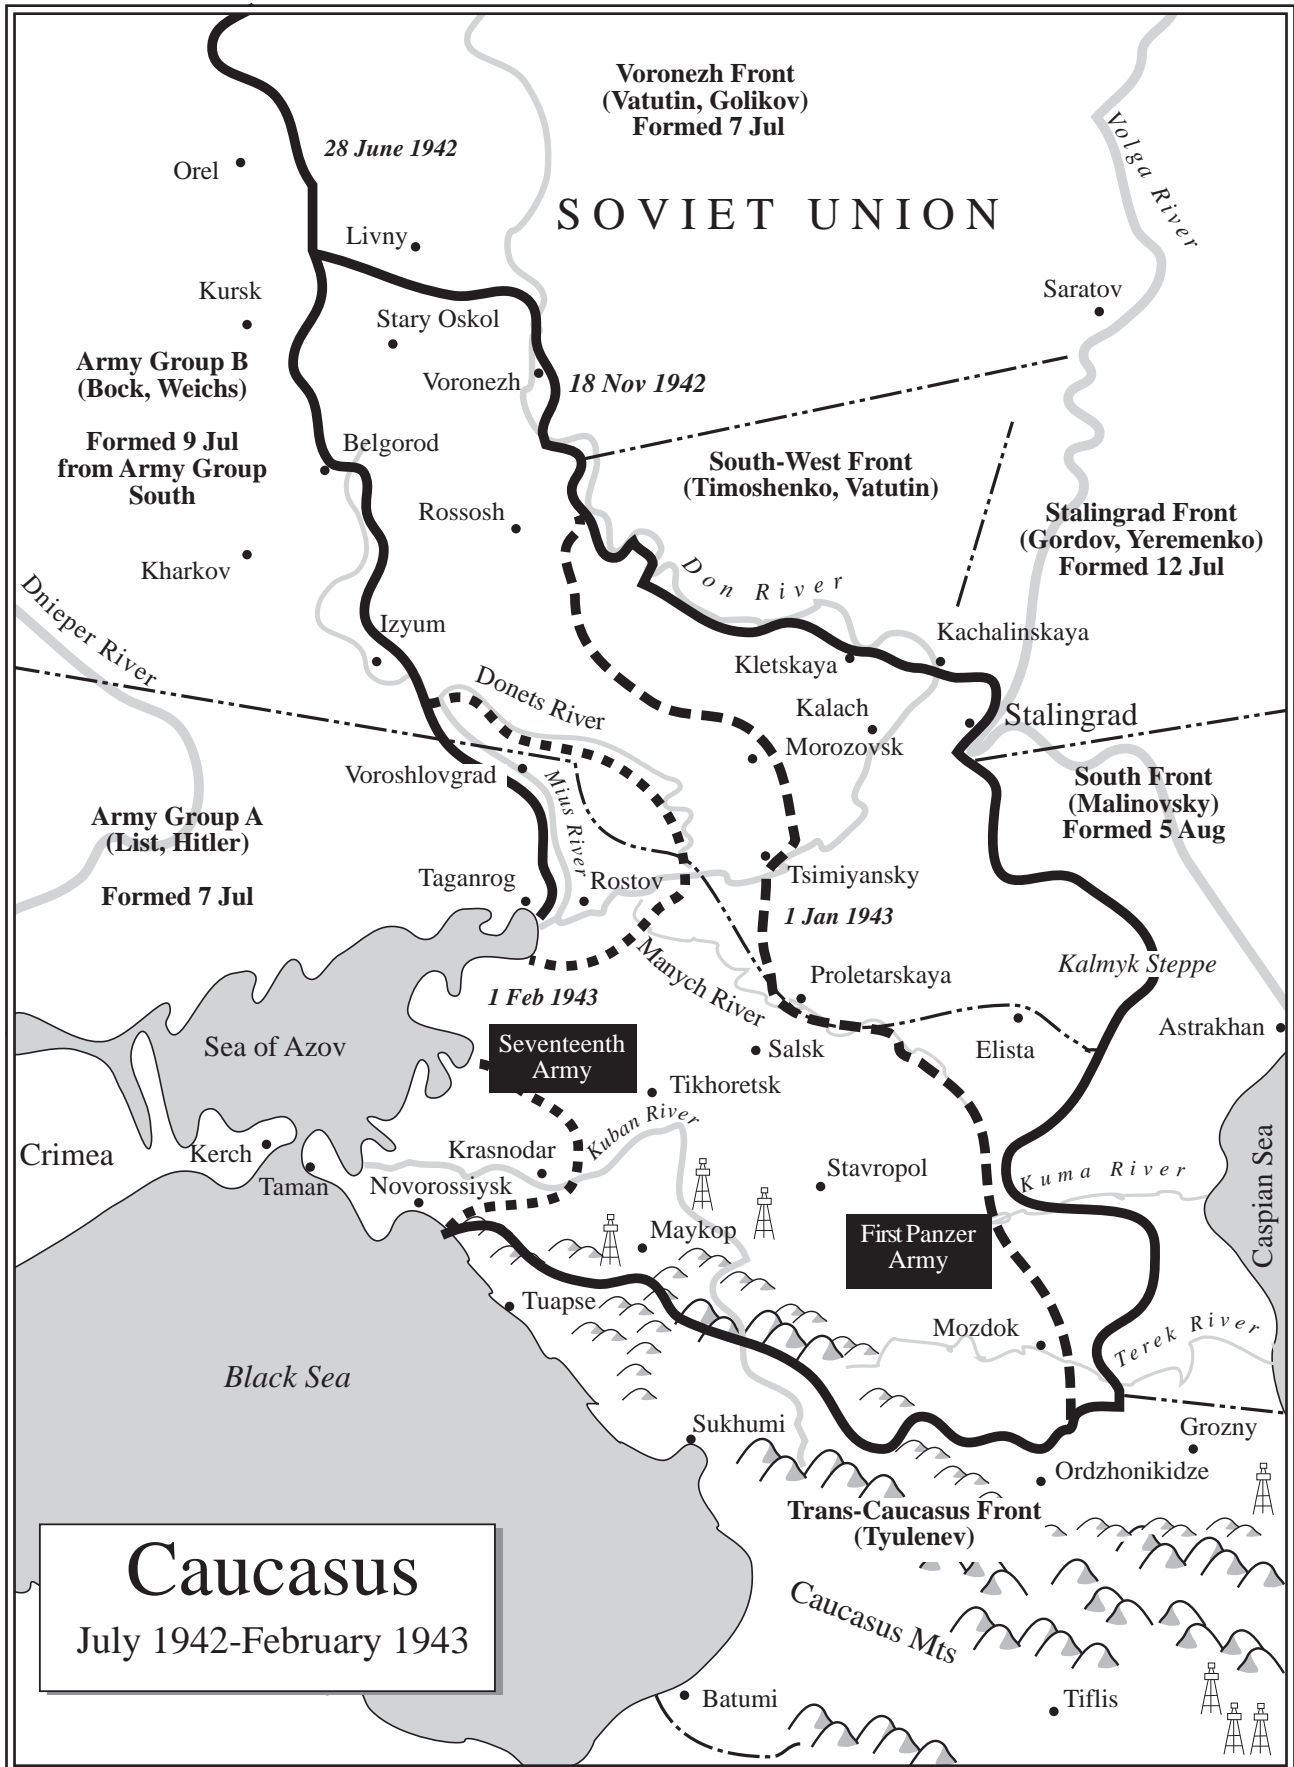 Voronezh Front
(Vatutin, Golikov)
Formed 7 Jul
Volga River
28 June 1942
Orel
SOVIET UNION
Livny
Kursk
Saratov
Stary Oskol
Army Group B
(Bock, Weichs)
Voronezh
18 Nov 1942
Formed 9 Jul
from Army Group
South
Belgorod
South-West Front
(Timoshenko, Vatutin)
Rossosh
Stalingrad Front
(Gordov, Yeremenko)
Formed 12 Jul
Kharkov
Don River
Dnieper River
Izyum
Kachalinskaya
Kletskaya
Donets River
Kalach
Stalingrad
Morozovsk
Voroshlovgrad
Mius River
South Front
(Malinovsky)
Formed 5 Aug
Army Group A
(List, Hitler)
Formed 7 Jul
Taganrog
Rostov
Tsimiyansky
1 Jan 1943
Manych River
Kalmyk Steppe
Proletarskaya
1 Feb 1943
Astrakhan
Sea of Azov
Seventeenth
Army
Salsk
Elista
Tikhoretsk
Kuban River
Crimea
Kerch
Krasnodar
Taman
Novorossiysk
Stavropol
Kuma River
Caspian Sea
Maykop
First Panzer
Army
Tuapse
Mozdok
Terek River
Black Sea
Sukhumi
Grozny
Ordzhonikidze
Trans-Caucasus Front
(Tyulenev)
Caucasus
July 1942-February 1943
Caucasus Mts
Batumi
Tiflis